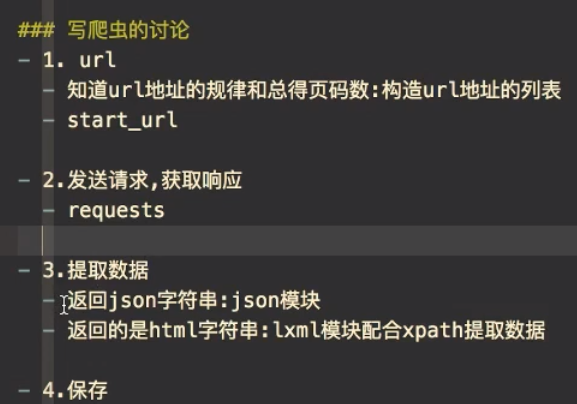 ### 写爬虫的讨论
- 1. url
- 知道url地址的规律和总得页码数:构造url地址的列表
- start_url
- 2.发送请求,获取响应
- requests
- 3.提取数据
- 返回json字符串:json模块
- 返回的是html字符串:lxml模块配合xpath提取数据
- 4.保存